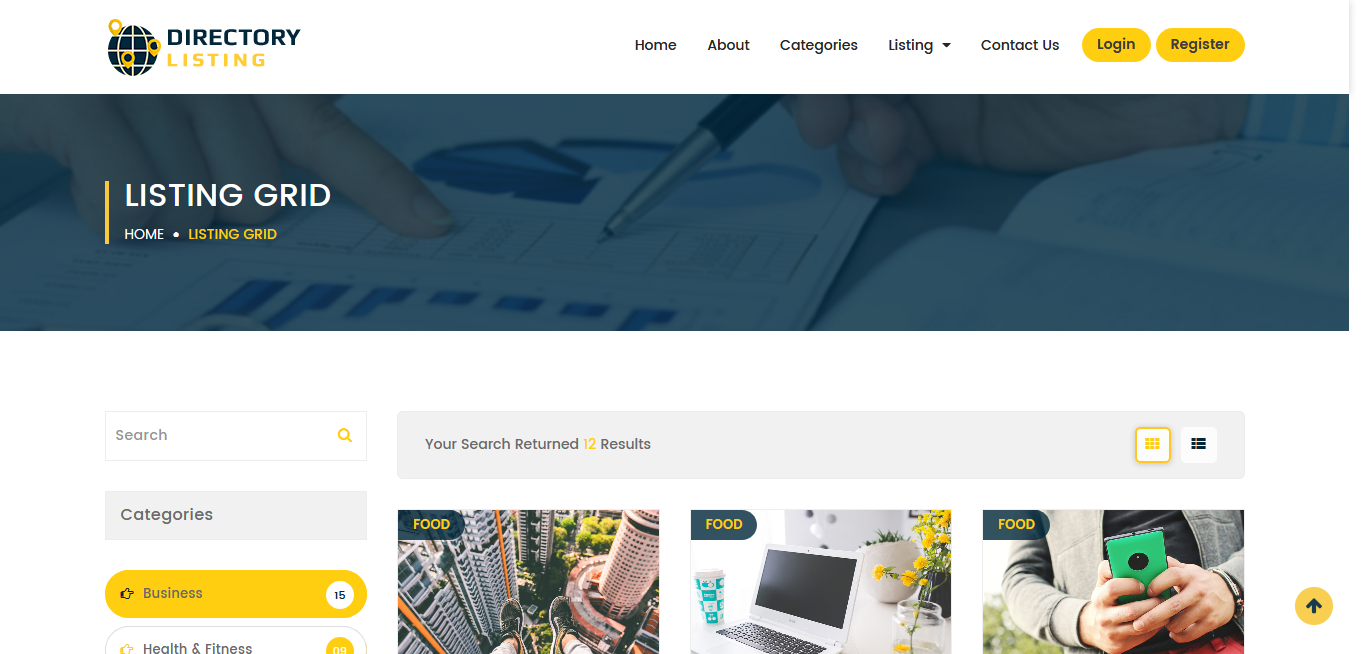 DIRECTORY
LISTING
Home About Categories Listing Contact Us Login Register
LISTING GRID
HOME • LISTING GRID
Search
Your Search Returned 12 Results
Categories
FOOD FOOD FOOD
Business 15
Health & Fitness 09